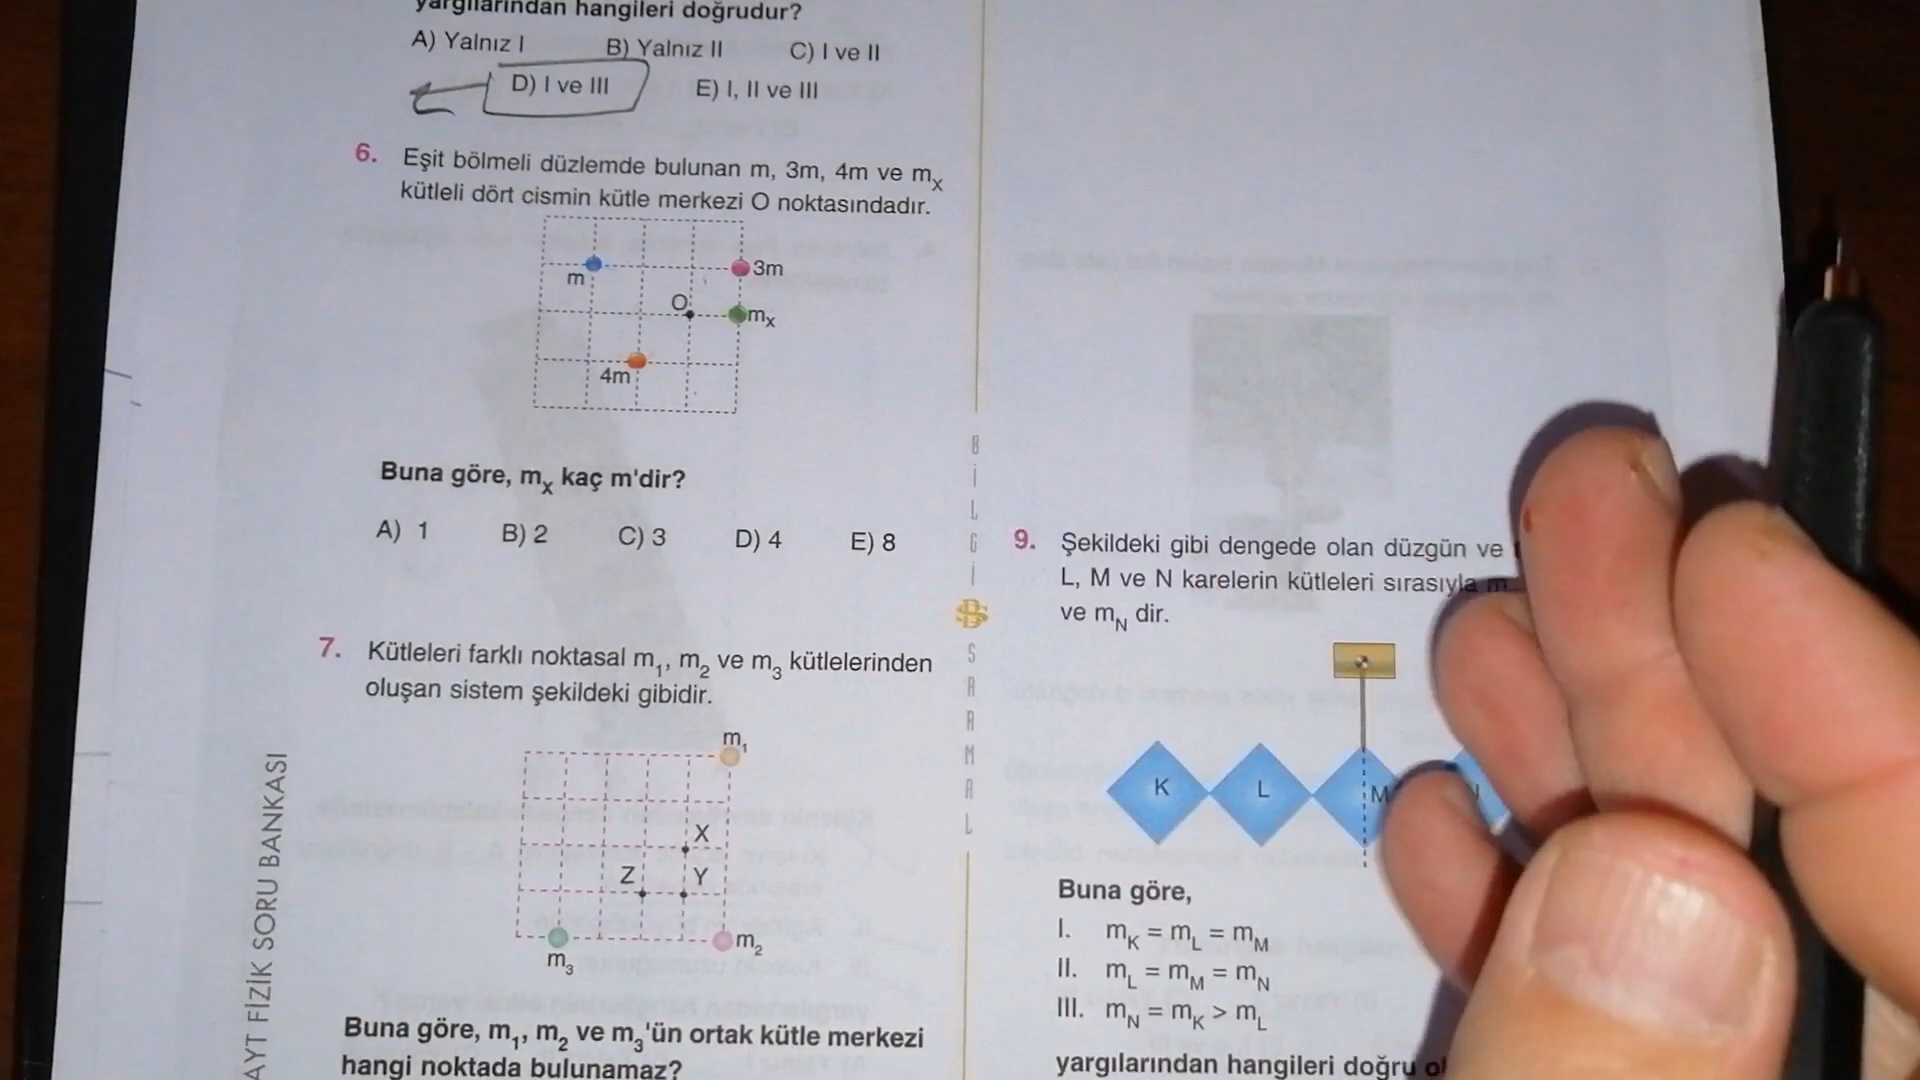 yargılarından hangileri doğrudur?
A) Yalnız I B) Yalnız II C) I ve II
D) I ve III E) I, II ve III
6. Eşit bölmeli düzlemde bulunan m, 3m, 4m ve mX
kütleli dört cismin kütle merkezi O noktasındadır.
m
3m
O
mX
4m
Buna göre, mX kaç m'dir?
A) 1 B) 2 C) 3 D) 4 E) 8
7. Kütleleri farklı noktasal m1, m2 ve m3 kütlelerinden
oluşan sistem şekildeki gibidir.
m1
X
Z
Y
m2
m3
Buna göre, m1, m2 ve m3'ün ortak kütle merkezi
hangi noktada bulunamaz?
AYT FİZİK SORU BANKASI
BİLGİ
SARMAL
9. Şekildeki gibi dengede olan düzgün ve
L, M ve N karelerin kütleleri sırasıyla
ve mN dir.
K
L
M
Buna göre,
I. mK = mL = mM
II. mL = mM = mN
III. mN = mK > mL
yargılarından hangileri doğru